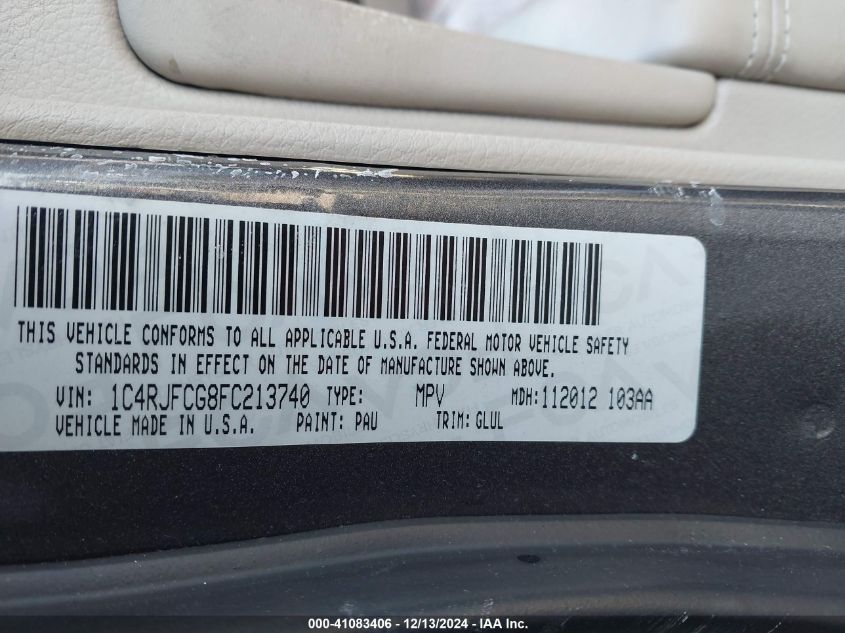 THIS VEHICLE CONFORMS TO ALL APPLICABLE U.S.A. FEDERAL MOTOR VEHICLE SAFETY
STANDARDS IN EFFECT ON THE DATE OF MANUFACTURE SHOWN ABOVE.
VIN: 1C4RJFCG8FC213740 TYPE: MPV MDH:112012 103AA
VEHICLE MADE IN U.S.A. PAINT: PAU TRIM: GLUL
000-41083406 - 12/13/2024 - IAA Inc.